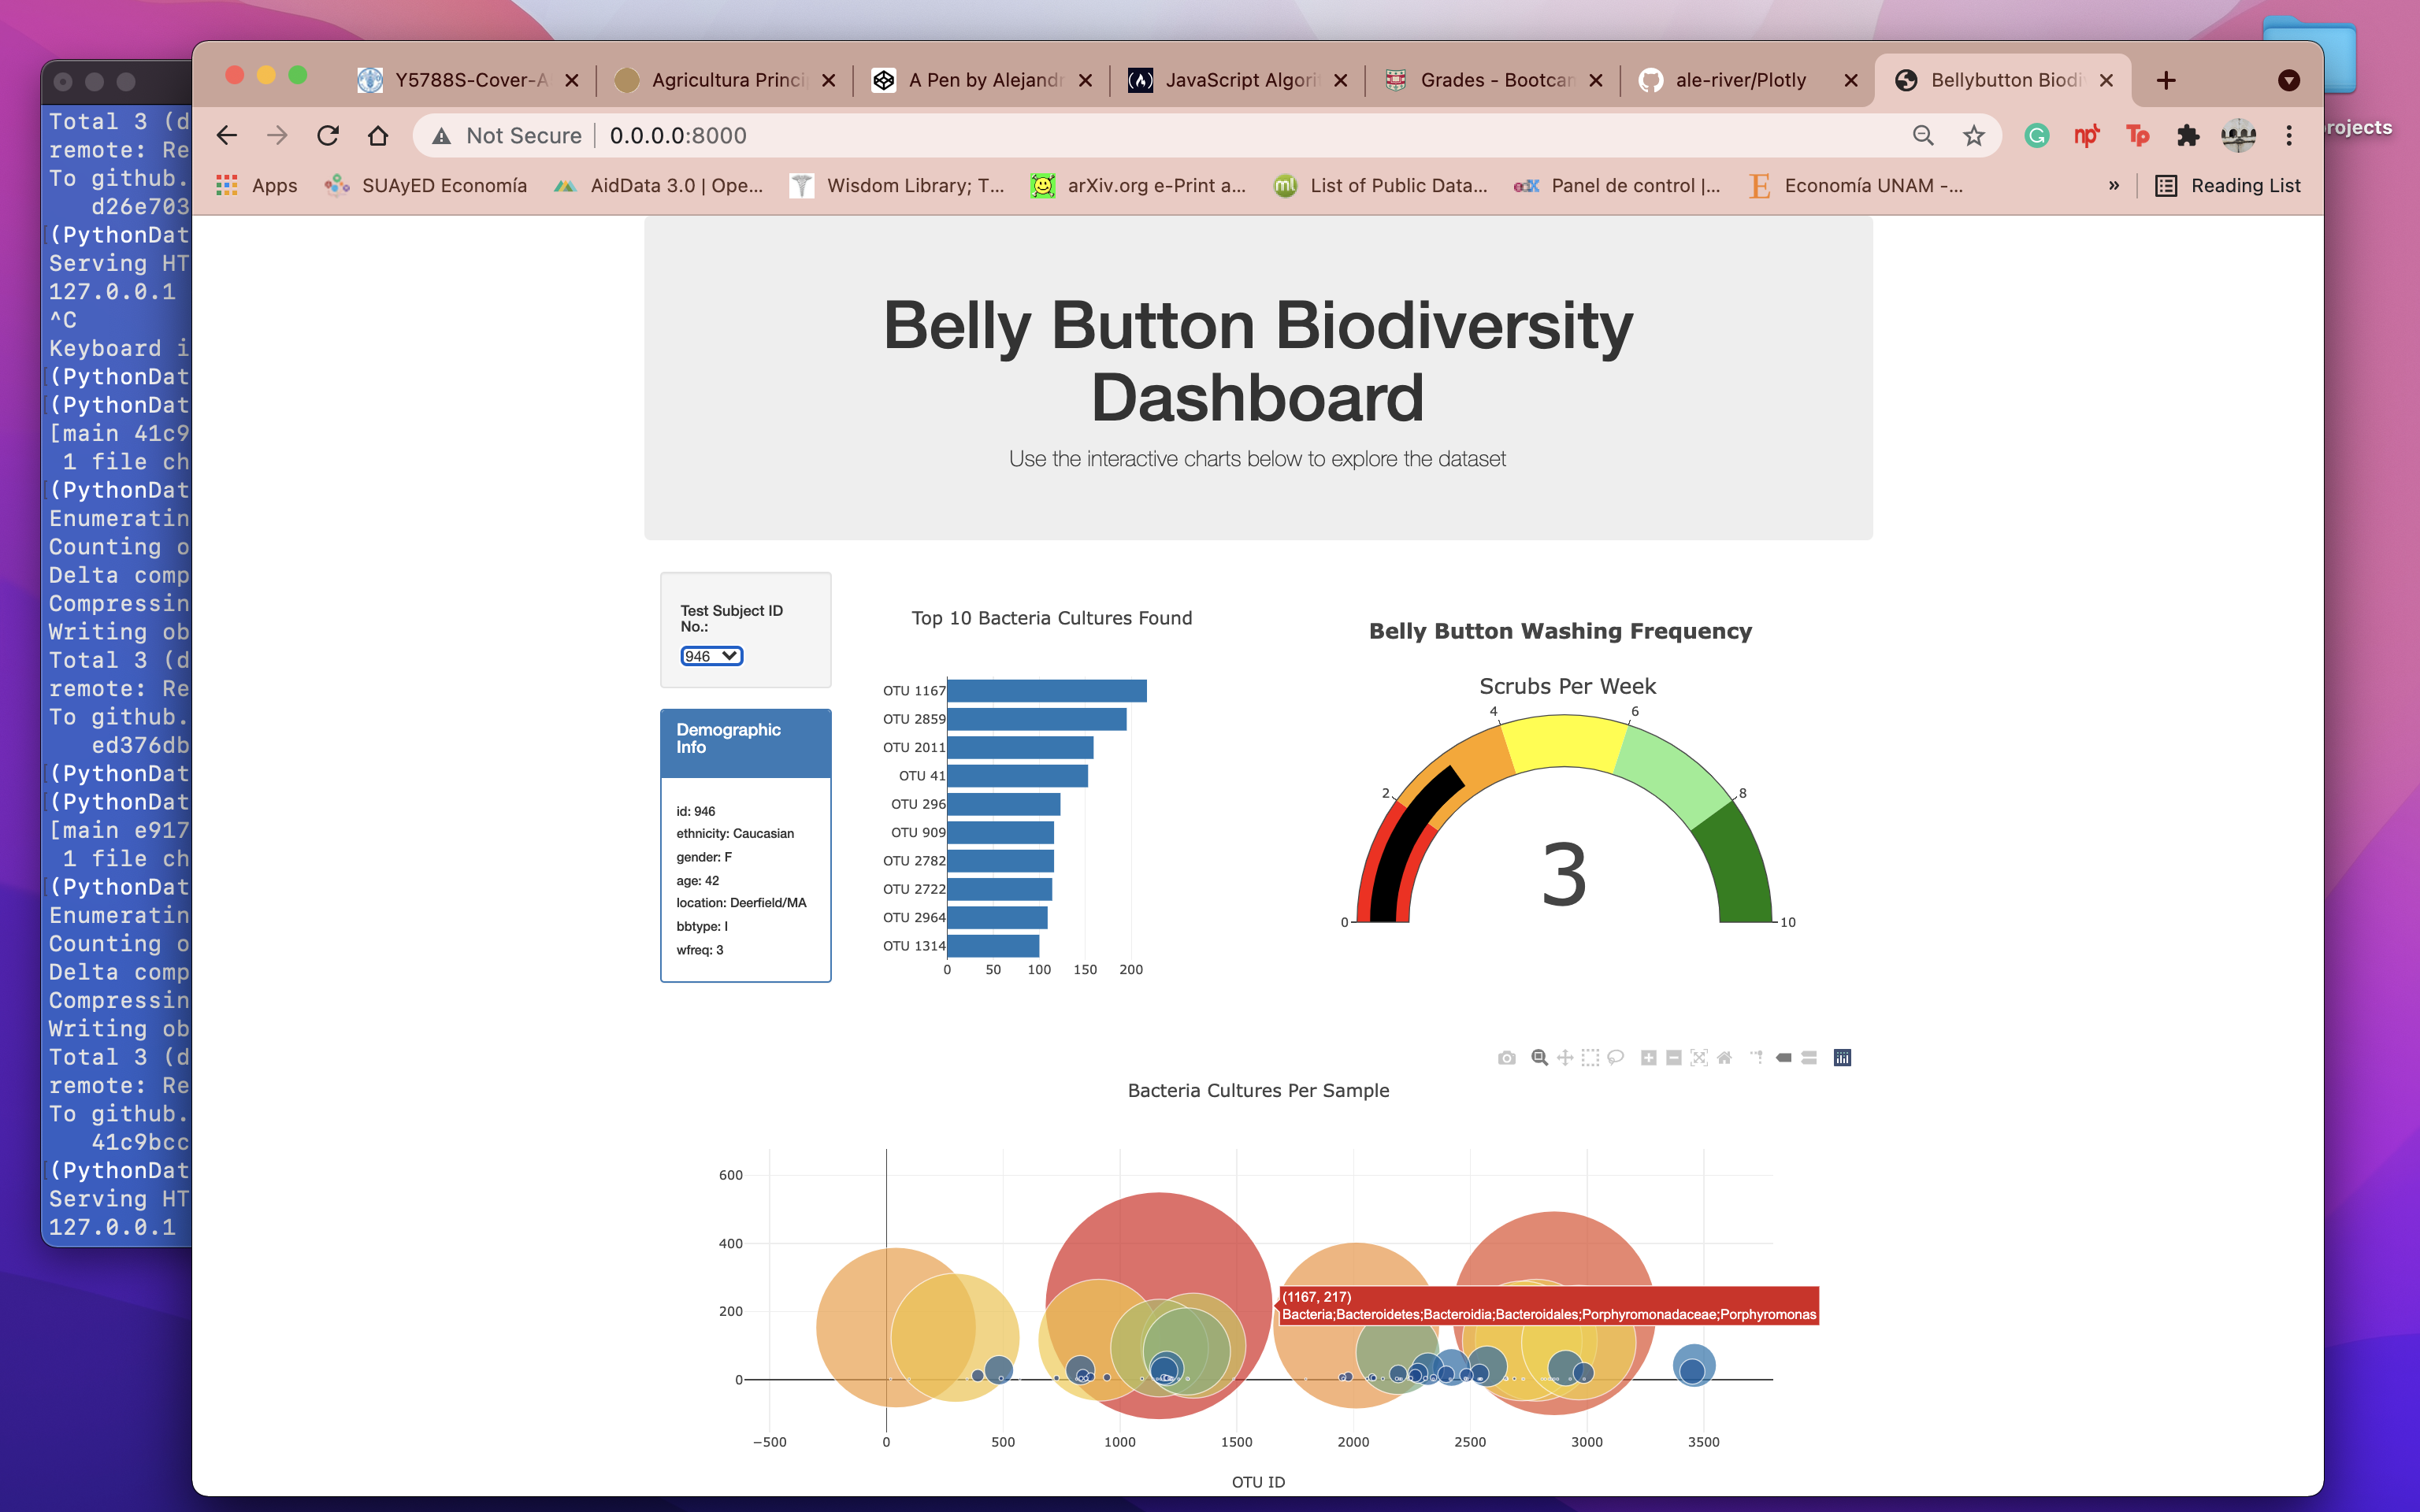 Y5788S-Cover-A
Agricultura Princi
A Pen by Alejandr
JavaScript Algorit
Grades - Bootcan
ale-river/Plotly
Bellybutton Biodiv
Not Secure
0.0.0.0:8000
Apps
SUAyED Economía
AidData 3.0 | Ope...
Wisdom Library; T...
arXiv.org e-Print a...
List of Public Data...
Panel de control |...
Economía UNAM -...
»
Reading List
rojects
Total 3 (d
remote: Re
To github.
d26e703
(PythonDat
Serving HT
127.0.0.1
^C
Keyboard i
(PythonDat
(PythonDat
[main 41c9
1 file ch
(PythonDat
Enumeratin
Counting o
Delta comp
Compressin
Writing ob
Total 3 (d
remote: Re
To github.
ed376db
(PythonDat
(PythonDat
[main e917
1 file ch
(PythonDat
Enumeratin
Counting o
Delta comp
Compressin
Writing ob
Total 3 (d
remote: Re
To github.
41c9bcc
(PythonDat
Serving HT
127.0.0.1
Belly Button Biodiversity
Dashboard
Use the interactive charts below to explore the dataset
Test Subject ID
No.:
946
Demographic
Info
id: 946
ethnicity: Caucasian
gender: F
age: 42
location: Deerfield/MA
bbtype: I
wfreq: 3
Top 10 Bacteria Cultures Found
OTU 1167
OTU 2859
OTU 2011
OTU 41
OTU 296
OTU 909
OTU 2782
OTU 2722
OTU 2964
OTU 1314
0 50 100 150 200
Belly Button Washing Frequency
Scrubs Per Week
0
2
4
6
8
10
3
Bacteria Cultures Per Sample
600
400
200
0
(1167, 217)
Bacteria;Bacteroidetes;Bacteroidia;Bacteroidales;Porphyromonadaceae;Porphyromonas
−500 0 500 1000 1500 2000 2500 3000 3500
OTU ID